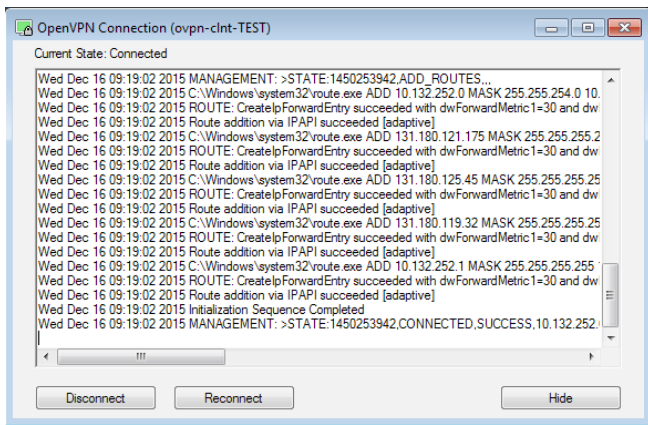 OpenVPN Connection (ovpn-clnt-TEST)
Current State: Connected
Wed Dec 16 09:19:02 2015 MANAGEMENT: >STATE:1450253942,ADD_ROUTES,,,
Wed Dec 16 09:19:02 2015 C:\Windows\system32\route.exe ADD 10.132.252.0 MASK 255.255.254.0 10.
Wed Dec 16 09:19:02 2015 ROUTE: CreateIpForwardEntry succeeded with dwForwardMetric1=30 and dw
Wed Dec 16 09:19:02 2015 Route addition via IPAPI succeeded [adaptive]
Wed Dec 16 09:19:02 2015 C:\Windows\system32\route.exe ADD 131.180.121.175 MASK 255.255.255.2
Wed Dec 16 09:19:02 2015 ROUTE: CreateIpForwardEntry succeeded with dwForwardMetric1=30 and dw
Wed Dec 16 09:19:02 2015 Route addition via IPAPI succeeded [adaptive]
Wed Dec 16 09:19:02 2015 C:\Windows\system32\route.exe ADD 131.180.125.45 MASK 255.255.255.25
Wed Dec 16 09:19:02 2015 ROUTE: CreateIpForwardEntry succeeded with dwForwardMetric1=30 and dw
Wed Dec 16 09:19:02 2015 Route addition via IPAPI succeeded [adaptive]
Wed Dec 16 09:19:02 2015 C:\Windows\system32\route.exe ADD 131.180.119.32 MASK 255.255.255.25
Wed Dec 16 09:19:02 2015 ROUTE: CreateIpForwardEntry succeeded with dwForwardMetric1=30 and dw
Wed Dec 16 09:19:02 2015 Route addition via IPAPI succeeded [adaptive]
Wed Dec 16 09:19:02 2015 C:\Windows\system32\route.exe ADD 10.132.252.1 MASK 255.255.255.255
Wed Dec 16 09:19:02 2015 ROUTE: CreateIpForwardEntry succeeded with dwForwardMetric1=30 and dw
Wed Dec 16 09:19:02 2015 Route addition via IPAPI succeeded [adaptive]
Wed Dec 16 09:19:02 2015 Initialization Sequence Completed
Wed Dec 16 09:19:02 2015 MANAGEMENT: >STATE:1450253942,CONNECTED,SUCCESS,10.132.252.
Disconnect
Reconnect
Hide